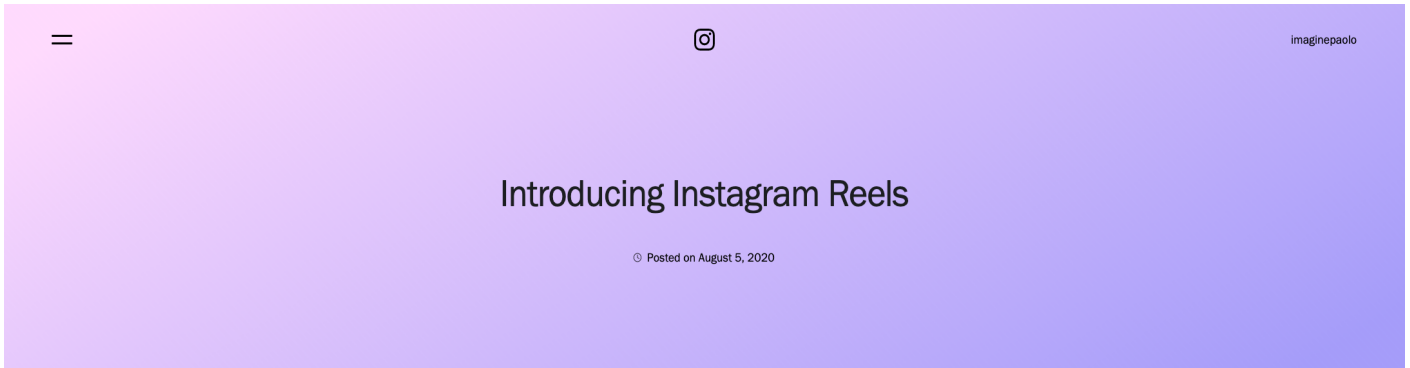 imaginepaolo
Introducing Instagram Reels
Posted on August 5, 2020